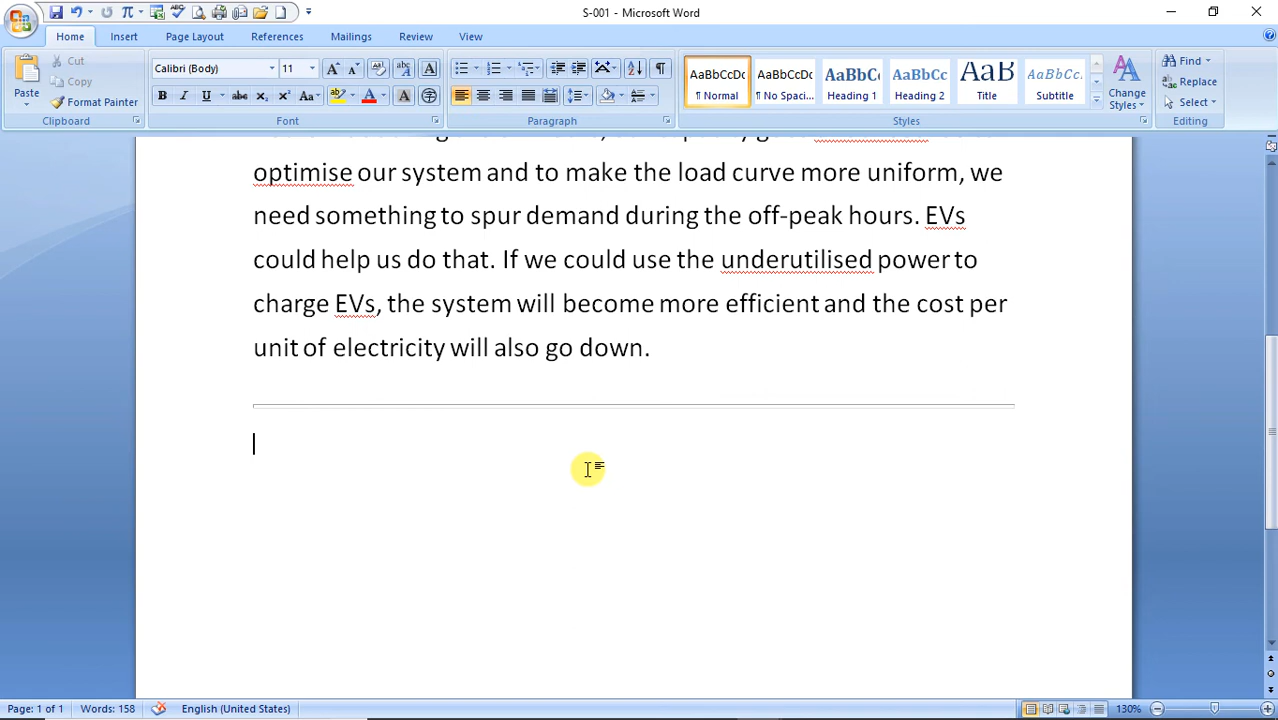 S-001 - Microsoft Word
Home Insert Page Layout References Mailings Review View
Paste
Cut
Copy
Format Painter
Clipboard
Calibri (Body) 11
Font
Paragraph
AaBbCcDc AaBbCcDc AaBbC AaBbCc AaB AaBbCc
¶ Normal ¶ No Spaci... Heading 1 Heading 2 Title Subtitle
Change
Styles
Styles
Find
Replace
Select
Editing
optimise our system and to make the load curve more uniform, we
need something to spur demand during the off-peak hours. EVs
could help us do that. If we could use the underutilised power to
charge EVs, the system will become more efficient and the cost per
unit of electricity will also go down.
Page: 1 of 1 Words: 158 English (United States) 130%